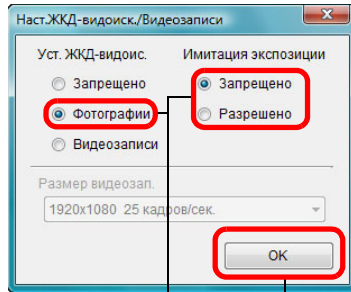 Наст.ЖКД-видоиск./Видеозаписи
Уст. ЖКД-видоис.
Имитация экспозиции
Запрещено
Запрещено
Фотографии
Разрешено
Видеозаписи
Размер видеозап.
1920x1080 25 кадров/сек.
OK